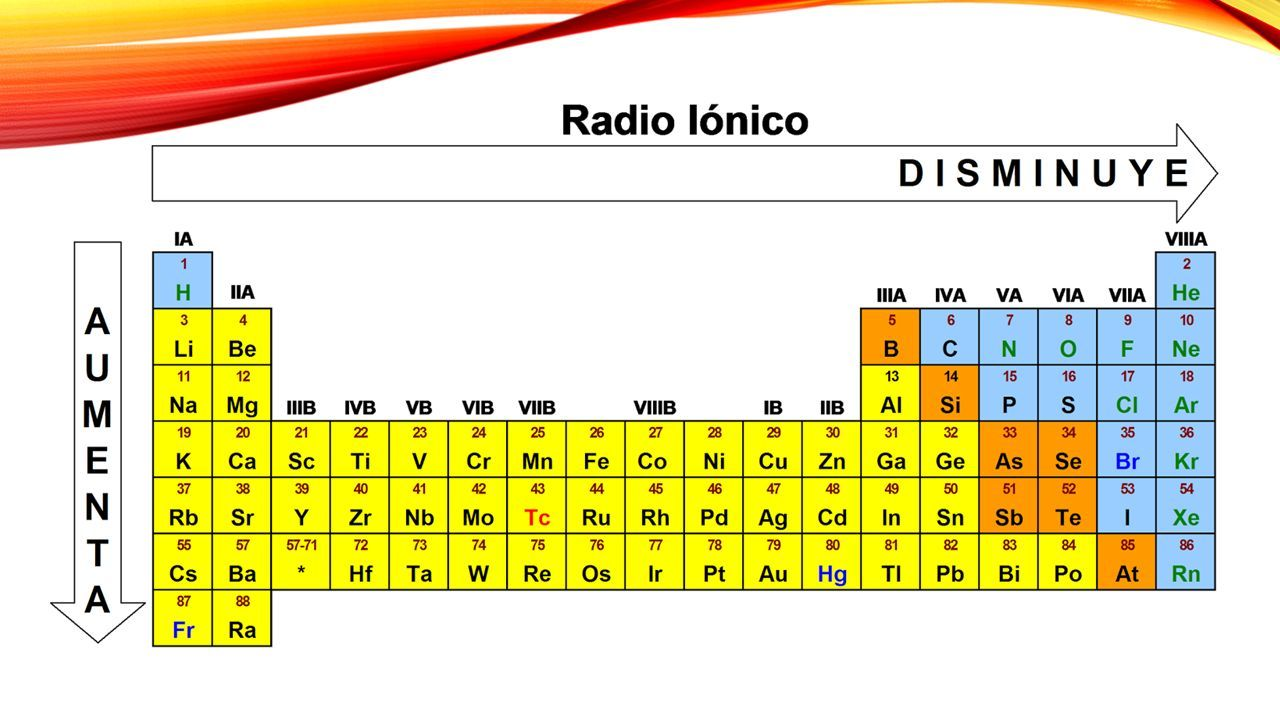 Radio Iónico
DISMINUYE
AUMENTA
IA VIIIA
1 2
H IIA IIIA IVA VA VIA VIIA He
3 4 5 6 7 8 9 10
Li Be B C N O F Ne
11 12 13 14 15 16 17 18
Na Mg IIIB IVB VB VIB VIIB VIIIB IB IIB Al Si P S Cl Ar
19 20 21 22 23 24 25 26 27 28 29 30 31 32 33 34 35 36
K Ca Sc Ti V Cr Mn Fe Co Ni Cu Zn Ga Ge As Se Br Kr
37 38 39 40 41 42 43 44 45 46 47 48 49 50 51 52 53 54
Rb Sr Y Zr Nb Mo Tc Ru Rh Pd Ag Cd In Sn Sb Te I Xe
55 57 57-71 72 73 74 75 76 77 78 79 80 81 82 83 84 85 86
Cs Ba * Hf Ta W Re Os Ir Pt Au Hg Tl Pb Bi Po At Rn
87 88
Fr Ra